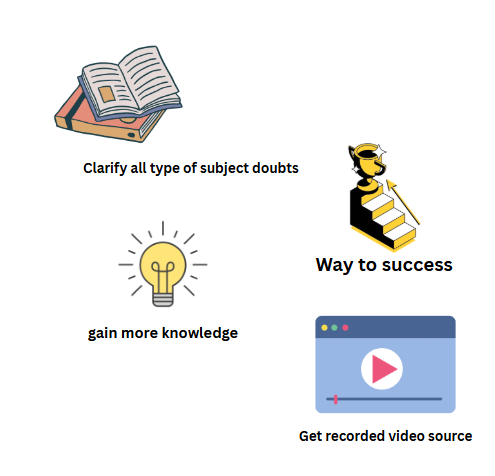 Clarify all type of subject doubts
Way to success
gain more knowledge
Get recorded video source